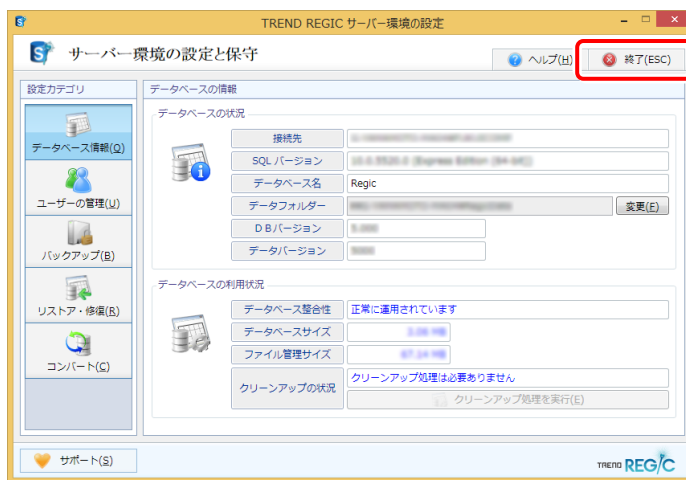 TREND REGIC サーバー環境の設定
サーバー環境の設定と保守
ヘルプ(H)
終了(ESC)
設定カテゴリ
データベース情報(O)
ユーザーの管理(U)
バックアップ(B)
リストア・修復(R)
コンバート(C)
データベースの情報
データベースの状況
接続先
SQL バージョン
データベース名 Regic
データフォルダー 変更(F)
DBバージョン
データバージョン
データベースの利用状況
データベース整合性 正常に運用されています
データベースサイズ
ファイル管理サイズ
クリーンアップの状況 クリーンアップ処理は必要ありません
クリーンアップ処理を実行(E)
サポート(S)
TREND REGIC